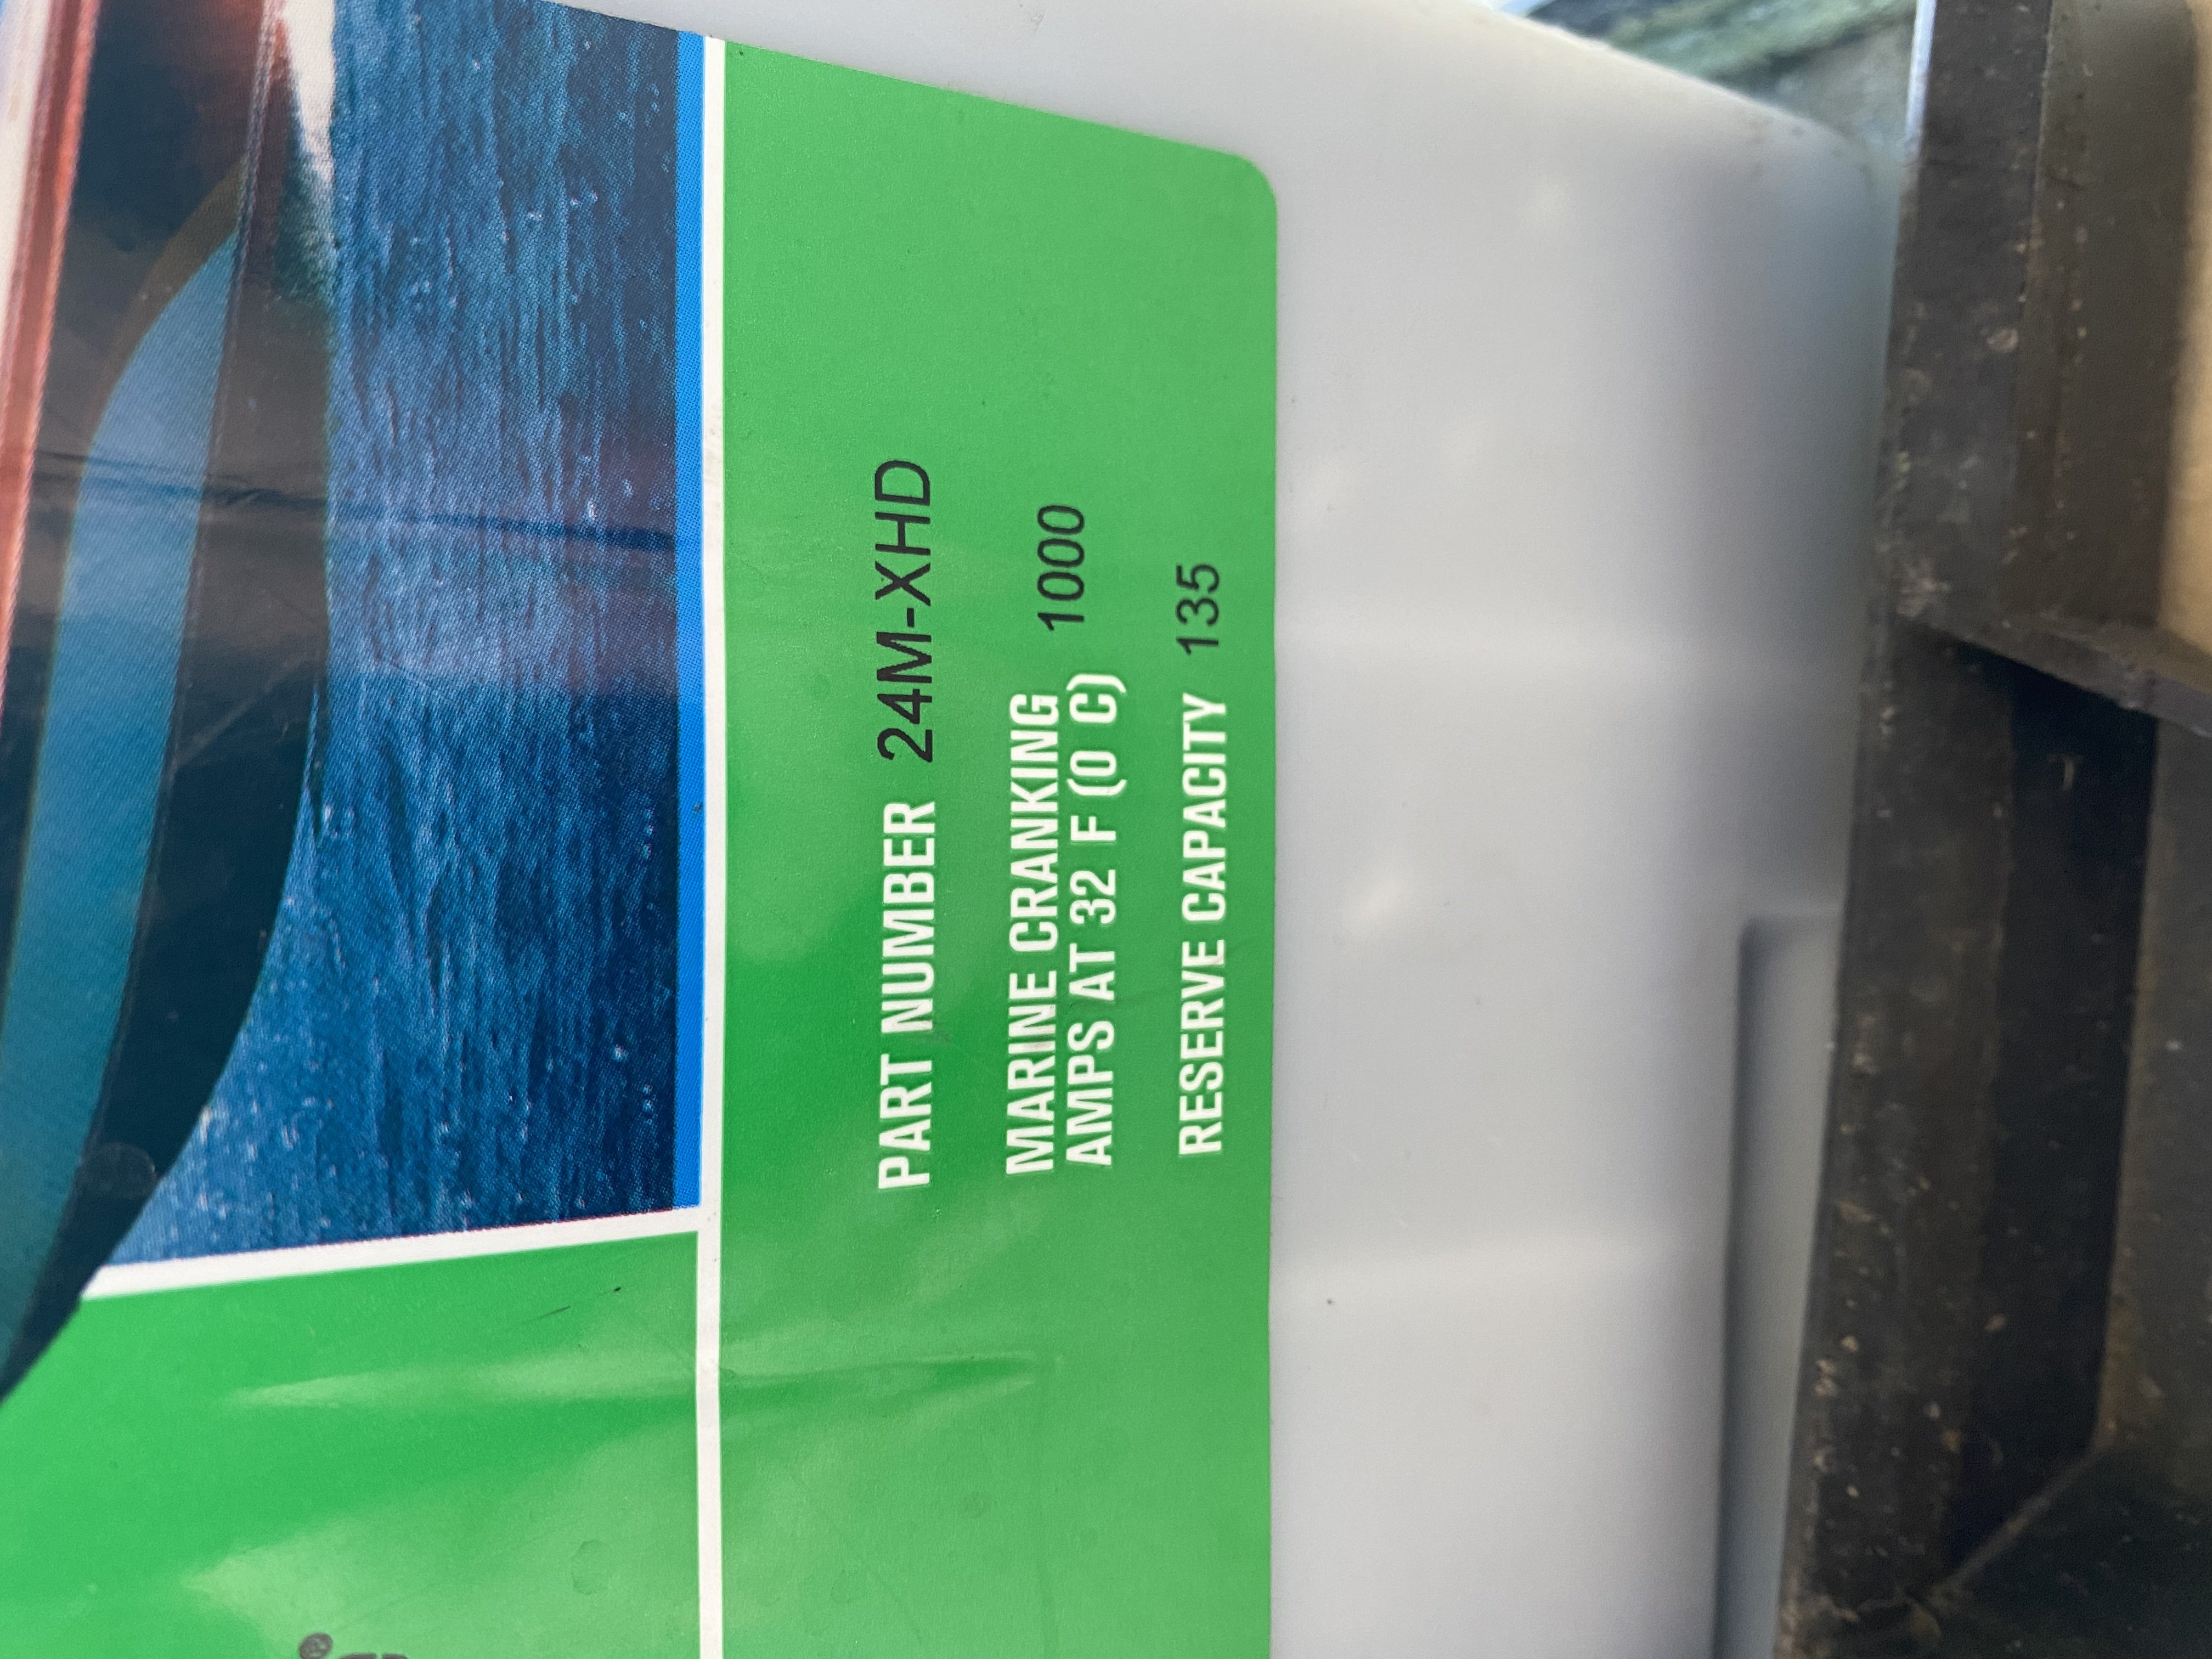 PART NUMBER 24M-XHD
MARINE CRANKING
AMPS AT 32 F (0 C) 1000
RESERVE CAPACITY 135
®